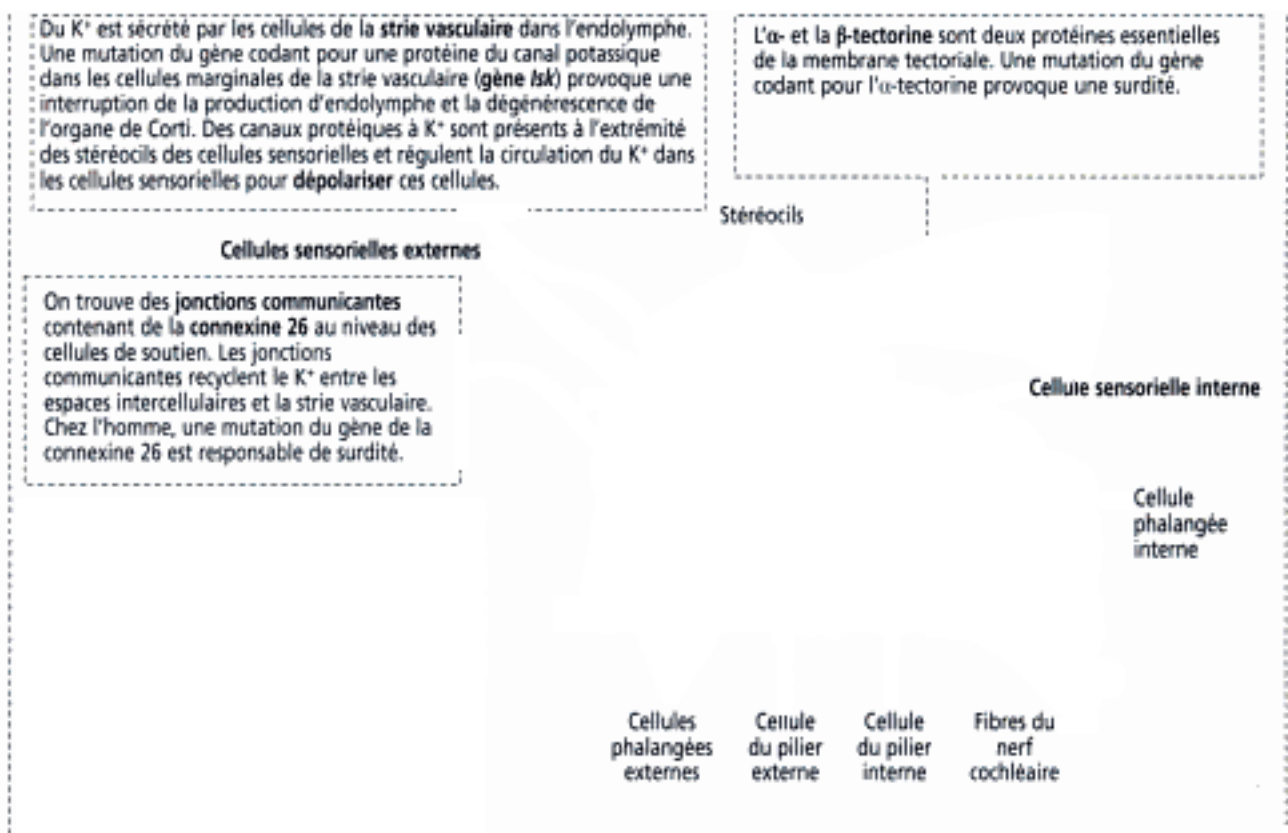 Du K⁺ est sécrété par les cellules de la strie vasculaire dans l'endolymphe.
Une mutation du gène codant pour une protéine du canal potassique
dans les cellules marginales de la strie vasculaire (gène Isk) provoque une
interruption de la production d'endolymphe et la dégénérescence de
l'organe de Corti. Des canaux protéiques à K⁺ sont présents à l'extrémité
des stéréocils des cellules sensorielles et régulent la circulation du K⁺ dans
les cellules sensorielles pour dépolariser ces cellules.
L'α- et la β-tectorine sont deux protéines essentielles
de la membrane tectoriale. Une mutation du gène
codant pour l'α-tectorine provoque une surdité.
Stéréocils
Cellules sensorielles externes
On trouve des jonctions communicantes
contenant de la connexine 26 au niveau des
cellules de soutien. Les jonctions
communicantes recyclent le K⁺ entre les
espaces intercellulaires et la strie vasculaire.
Chez l'homme, une mutation du gène de la
connexine 26 est responsable de surdité.
Cellule sensorielle interne
Cellule
phalangée
interne
Cellules
phalangées
externes
Cellule
du pilier
externe
Cellule
du pilier
interne
Fibres du
nerf
cochléaire